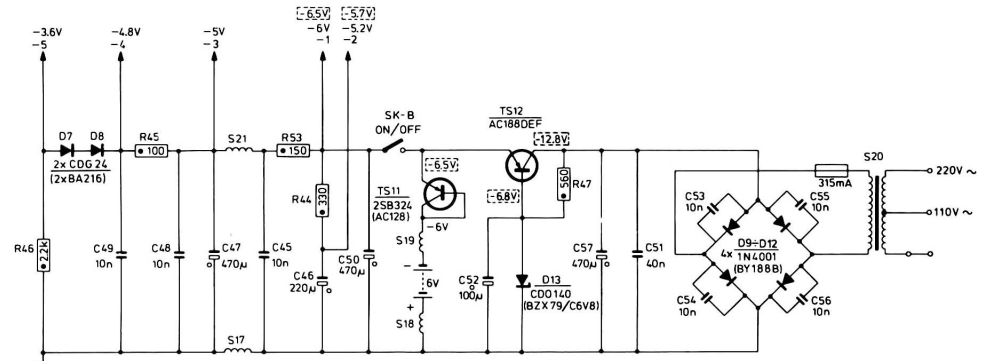 -3.6V
-5
-4.8V
-4
-5V
-3
-6.5V
-6V
-1
-5.7V
-5.2V
-2
D7
D8
2x CDG24
(2xBA216)
R45
100
S21
R53
150
SK-B
ON/OFF
TS12
AC188DEF
-12.8V
-6.5V
TS11
2SB324
(AC128)
-6V
-6.8V
560
R47
R44
330
315mA
S20
220V ~
110V ~
C53
10n
C55
10n
D9÷D12
4x 1N4001
(BY188B)
C54
10n
C56
10n
R46
2.2k
C49
10n
C48
10n
C47
470µ
C45
10n
C46
220µ
C50
470µ
S19
-
6V
+
S18
C52
100µ
D13
CDO140
(BZX79/C6V8)
C57
470µ
C51
40n
S17